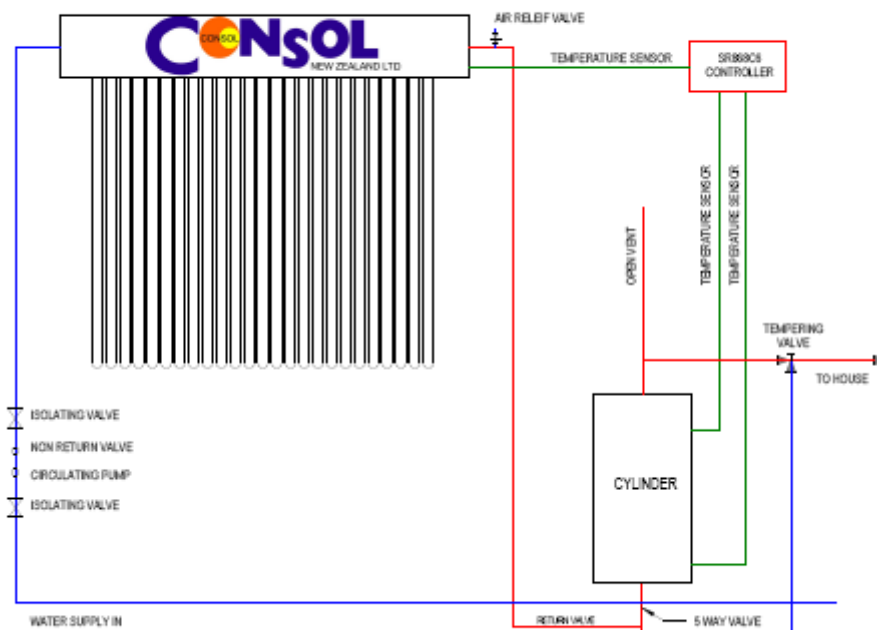 AIR RELEIF VALVE
CONSOL
CONSOL
NEW ZEALAND LTD
TEMPERATURE SENSOR
SR868C6
CONTROLLER
TEMPERATURE SENSOR
TEMPERATURE SENSOR
OPEN VENT
TEMPERING
VALVE
TO HOUSE
ISOLATING VALVE
NON RETURN VALVE
CIRCULATING PUMP
ISOLATING VALVE
CYLINDER
WATER SUPPLY IN
RETURN VALVE
5 WAY VALVE